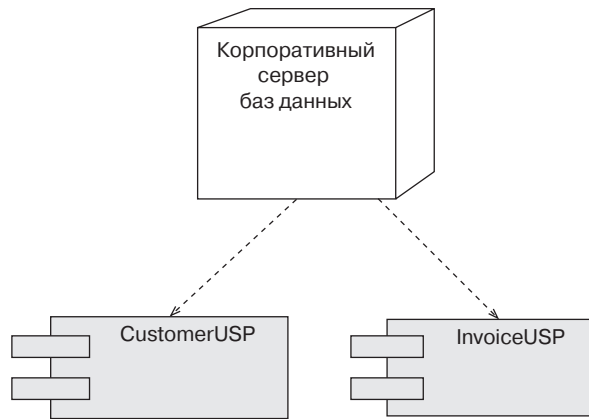 Корпоративный
сервер
баз данных
CustomerUSP
InvoiceUSP